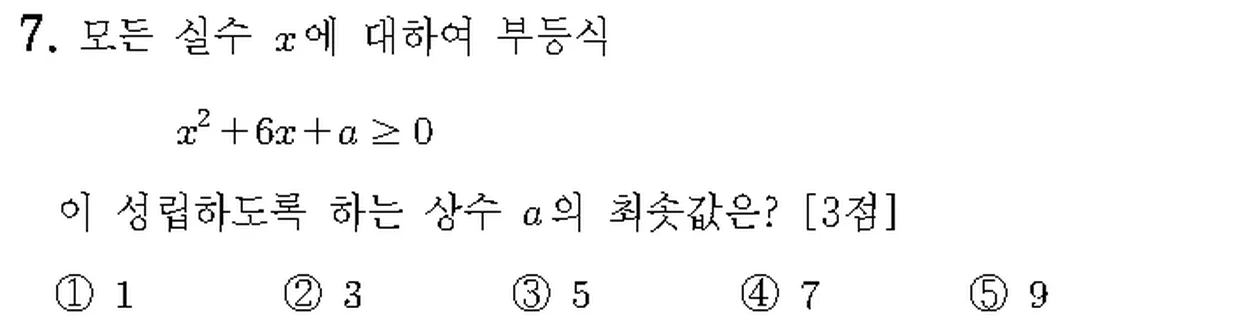 7. 모든 실수 x에 대하여 부등식
x² + 6x + a ≥ 0
이 성립하도록 하는 상수 a의 최솟값은? [3점]
① 1 ② 3 ③ 5 ④ 7 ⑤ 9